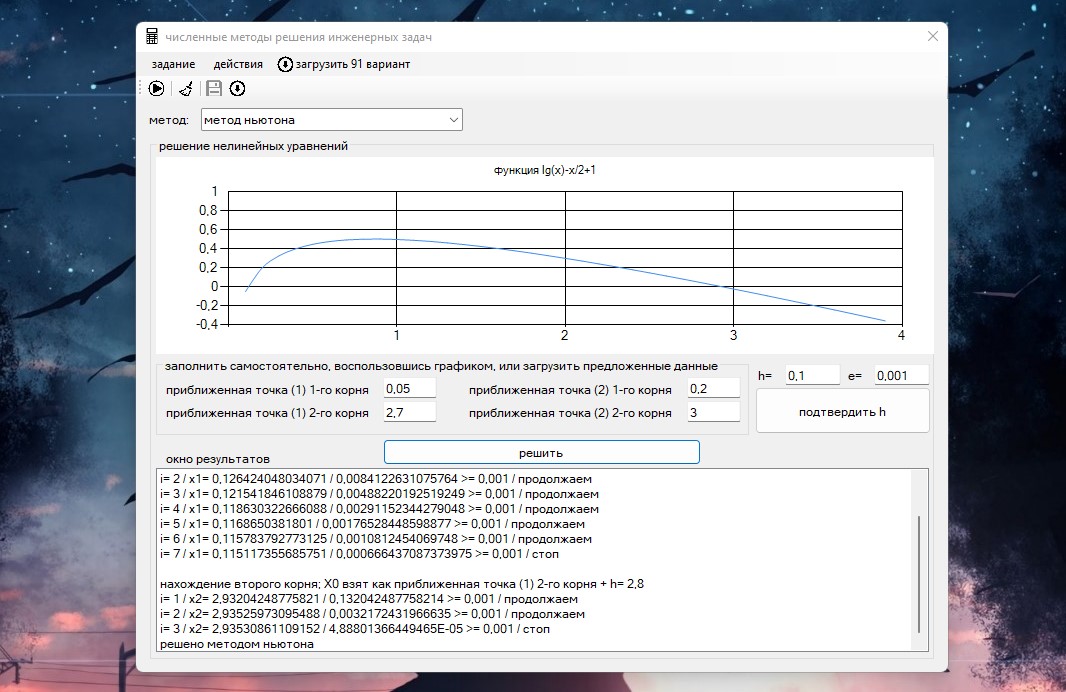 численные методы решения инженерных задач
задание действия загрузить 91 вариант
метод: метод ньютона
решение нелинейных уравнений
Функция lg(x)-x/2+1
1
0,8
0,6
0,4
0,2
0
-0,2
-0,4
1 2 3 4
заполнить самостоятельно, воспользовшись графиком, или загрузить предложенные данные
приближенная точка (1) 1-го корня 0,05 приближенная точка (2) 1-го корня 0,2
приближенная точка (1) 2-го корня 2,7 приближенная точка (2) 2-го корня 3
h= 0,1 e= 0,001
подтвердить h
решить
окно результатов
i= 2 / x1= 0,126424048034071 / 0,0084122631075764 >= 0,001 / продолжаем
i= 3 / x1= 0,121541846108879 / 0,00488220192519249 >= 0,001 / продолжаем
i= 4 / x1= 0,118630322666088 / 0,00291152344279048 >= 0,001 / продолжаем
i= 5 / x1= 0,1168650381801 / 0,00176528448598877 >= 0,001 / продолжаем
i= 6 / x1= 0,115783792773125 / 0,0010812454069748 >= 0,001 / продолжаем
i= 7 / x1= 0,115117355685751 / 0,000666437087373975 >= 0,001 / стоп
нахождение второго корня; X0 взят как приближенная точка (1) 2-го корня + h= 2,8
i= 1 / x2= 2,93204248775821 / 0,132042487758214 >= 0,001 / продолжаем
i= 2 / x2= 2,93525973095488 / 0,0032172431966635 >= 0,001 / продолжаем
i= 3 / x2= 2,93530861109152 / 4,88801366449465E-05 >= 0,001 / стоп
решено методом ньютона